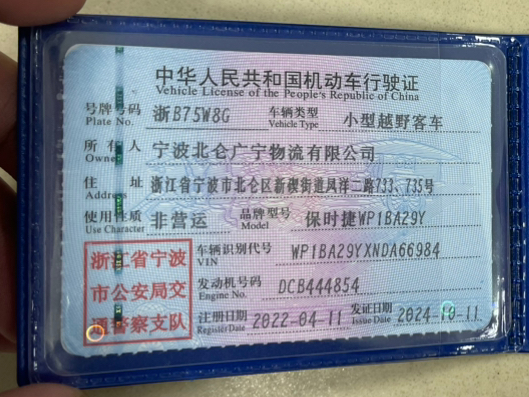 中华人民共和国机动车行驶证
Vehicle License of the People's Republic of China
号牌号码 浙B75W8G 车辆类型 小型越野客车
Plate No. Vehicle Type
所有人 宁波北仑广宁物流有限公司
Owner
住址 浙江省宁波市北仑区新碶街道凤洋二路733、735号
Address
使用性质 非营运 品牌型号 保时捷WP1BA29Y
Use Character Model
浙江省宁波
市公安局交
通警察支队
车辆识别代号 WP1BA29YXNDA66984
VIN
发动机号码 DCB444854
Engine No.
注册日期 2022-04-11 发证日期 2024-10-11
Register Date Issue Date